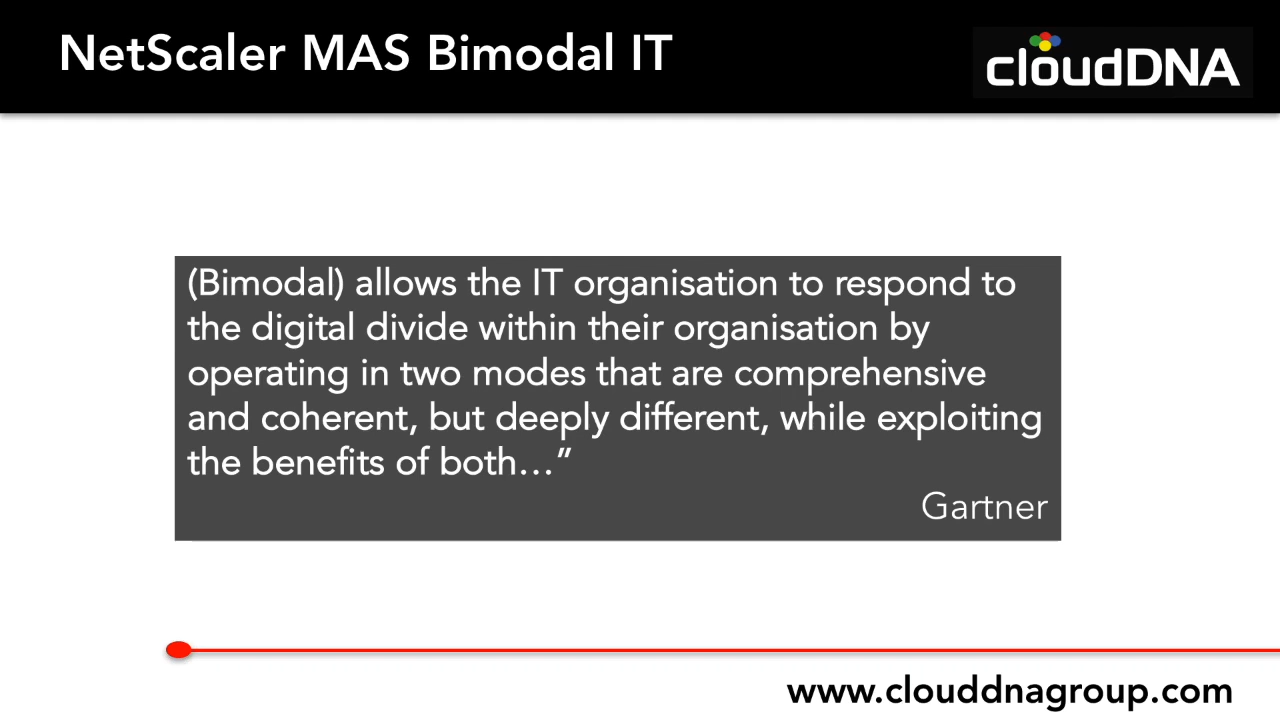 NetScaler MAS Bimodal IT
cloudDNA
(Bimodal) allows the IT organisation to respond to
the digital divide within their organisation by
operating in two modes that are comprehensive
and coherent, but deeply different, while exploiting
the benefits of both…”
Gartner
www.clouddnagroup.com